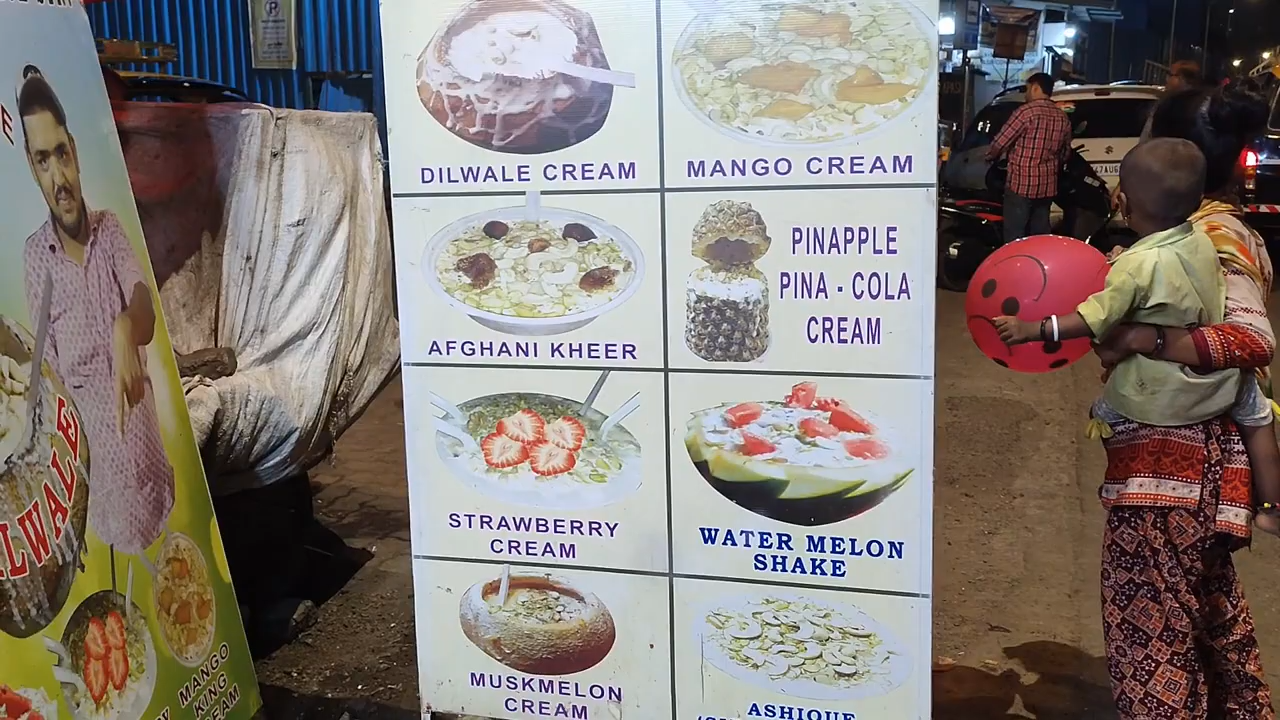 DILWALE CREAM
MANGO CREAM
AFGHANI KHEER
PINAPPLE
PINA - COLA
CREAM
STRAWBERRY
CREAM
WATER MELON
SHAKE
MUSKMELON
CREAM
ASHIQUE
MANGO
KING